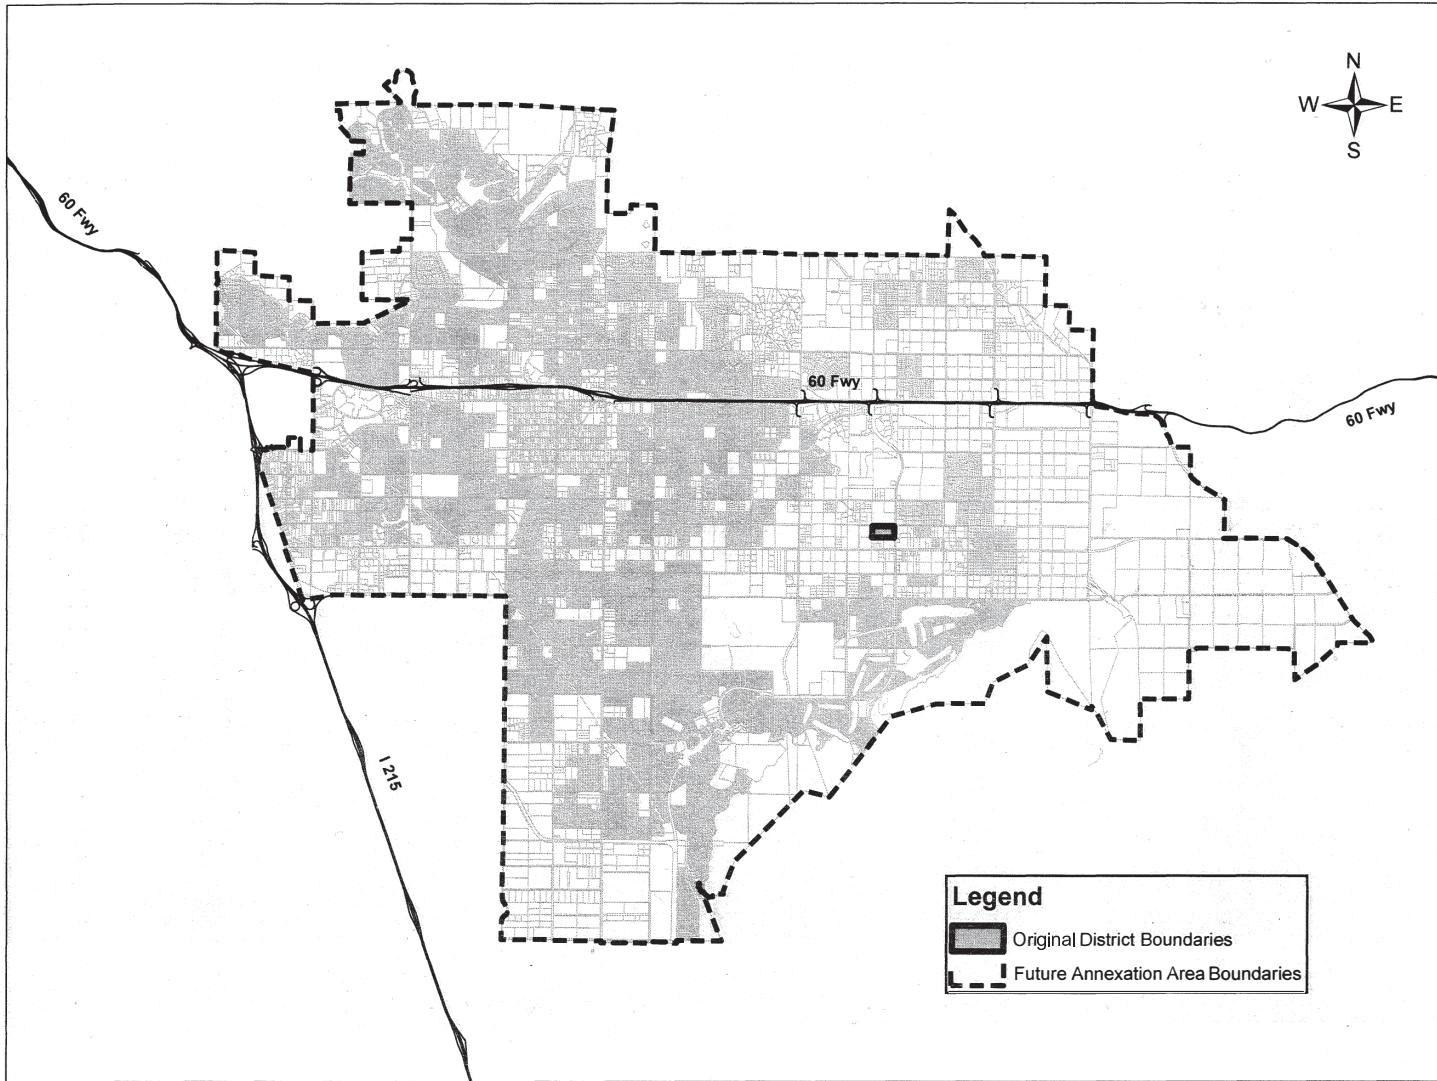 N
W E
S
60 Fwy
60 Fwy
60 Fwy
I 215
Legend
Original District Boundaries
Future Annexation Area Boundaries